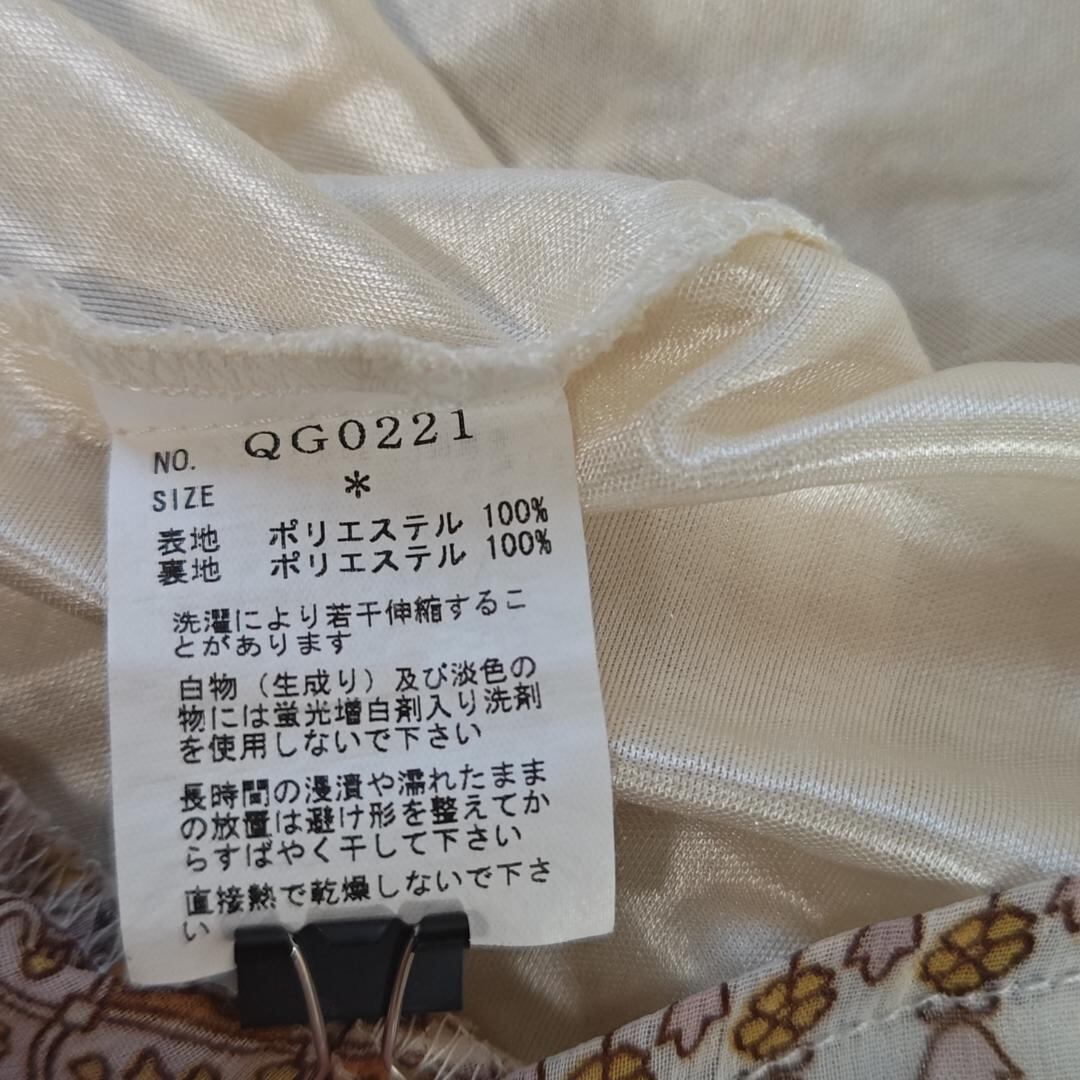 NO. QG0221
SIZE *
表地 ポリエステル 100%
裏地 ポリエステル 100%
洗濯により若干伸縮するこ
とがあります
白物（生成り）及び淡色の
物には蛍光増白剤入り洗剤
を使用しないで下さい
長時間の浸漬や濡れたまま
の放置は避け形を整えてか
らすばやく干して下さい
直接熱で乾燥しないで下さ
い